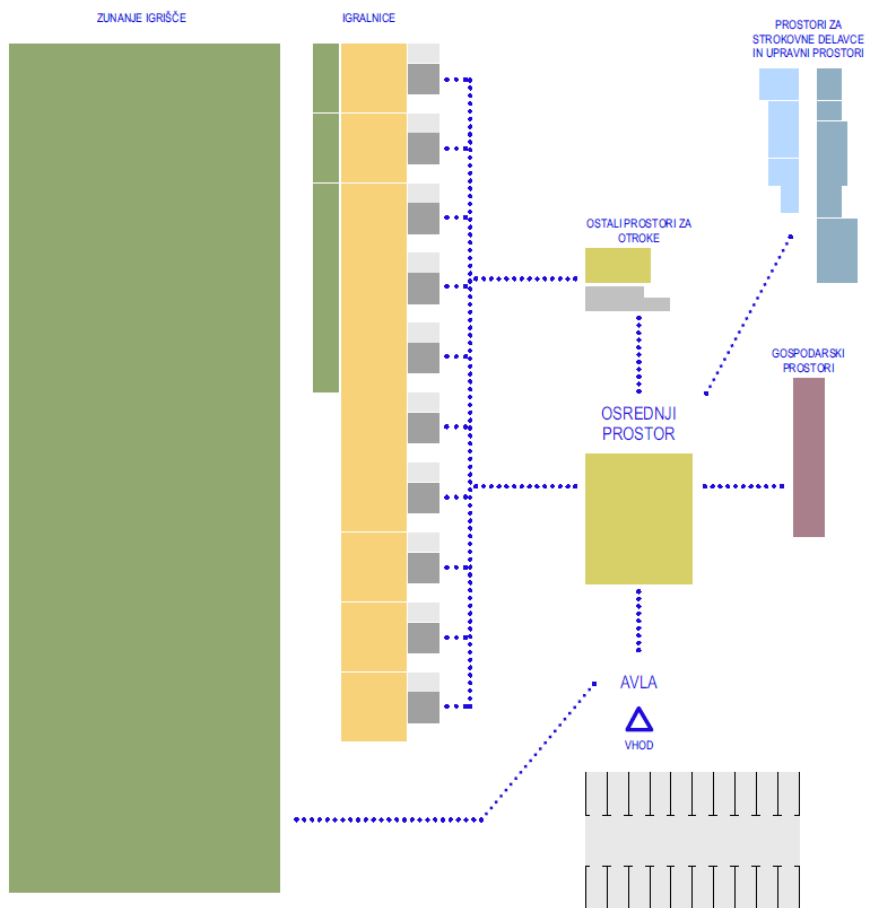 ZUNANJE IGRIŠČE
IGRALNICE
PROSTORI ZA
STROKOVNE DELAVCE
IN UPRAVNI PROSTORI
OSTALI PROSTORI ZA
OTROKE
GOSPODARSKI
PROSTORI
OSREDNJI
PROSTOR
AVLA
VHOD